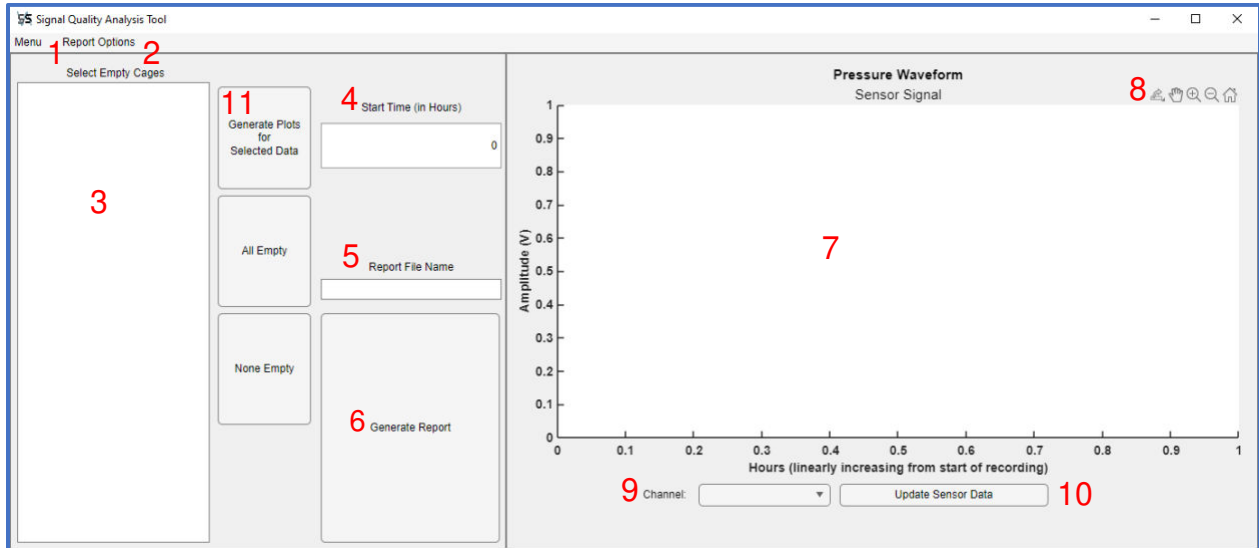 Signal Quality Analysis Tool
Menu 1 Report Options 2
Select Empty Cages
3
11
Generate Plots
for
Selected Data
All Empty
None Empty
4 Start Time (in Hours)
0
5 Report File Name
6 Generate Report
Pressure Waveform
Sensor Signal
8
7
Amplitude (V)
1
0.9
0.8
0.7
0.6
0.5
0.4
0.3
0.2
0.1
0
0 0.1 0.2 0.3 0.4 0.5 0.6 0.7 0.8 0.9 1
Hours (linearly increasing from start of recording)
9 Channel: Update Sensor Data 10